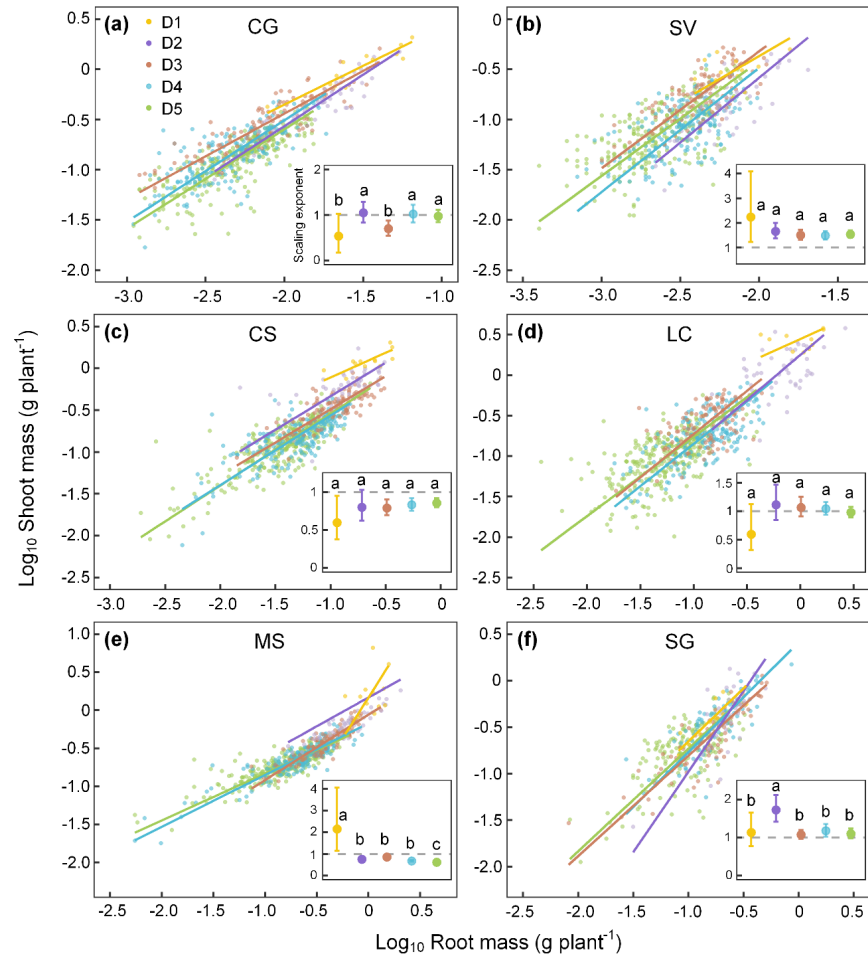 (a) CG
D1
D2
D3
D4
D5
0.5
0
-0.5
-1.0
-1.5
-2.0
-3.0 -2.5 -2.0 -1.5 -1.0
Scaling exponent
2
1
0
b a b a a
(b) SV
0
-0.5
-1.0
-1.5
-2.0
-2.5
-3.5 -3.0 -2.5 -2.0 -1.5
4
3
2
1
a a a a a
(c) CS
0.5
0.0
-0.5
-1.0
-1.5
-2.0
-2.5
-3.0 -2.5 -2.0 -1.5 -1.0 -0.5 0
1
0.5
0
a a a a a
(d) LC
0.5
0
-0.5
-1.0
-1.5
-2.0
-2.5
-2.5 -2.0 -1.5 -1.0 -0.5 0.0 0.5
1.5
1
0.5
0
a a a a a
(e) MS
1.0
0.5
0.0
-0.5
-1.0
-1.5
-2.0
-2.5 -2.0 -1.5 -1.0 -0.5 0 0.5
4
3
2
1
0
a b b b c
(f) SG
0.5
0.0
-0.5
-1.0
-1.5
-2.0
-2.5 -2.0 -1.5 -1.0 -0.5 0.0 0.5
2
1
0
b a b b b
Log₁₀ Shoot mass (g plant⁻¹)
Log₁₀ Root mass (g plant⁻¹)